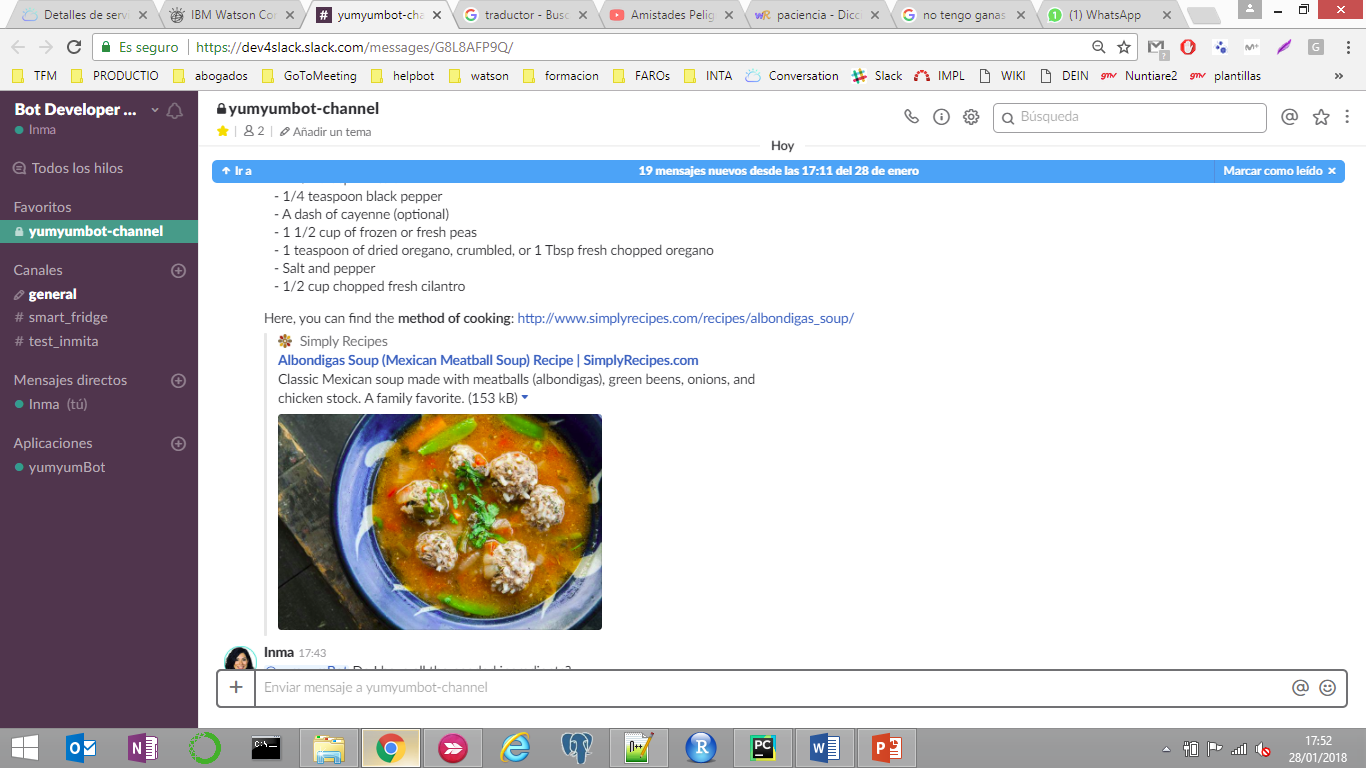 Detalles de servi
IBM Watson Con
yumyumbot-cha
traductor - Busc
Amistades Pelig
paciencia - Dicci
no tengo ganas
(1) WhatsApp
Es seguro
https://dev4slack.slack.com/messages/G8L8AFP9Q/
TFM
PRODUCTIO
abogados
GoToMeeting
helpbot
watson
formacion
FAROs
INTA
Conversation
Slack
IMPL
WIKI
DEIN
Nuntiare2
plantillas
»
Bot Developer ...
Inma
Todos los hilos
Favoritos
yumyumbot-channel
Canales
general
# smart_fridge
# test_inmita
Mensajes directos
Inma (tú)
Aplicaciones
yumyumBot
yumyumbot-channel
2 | Añadir un tema
Búsqueda
Hoy
Ir a
19 mensajes nuevos desde las 17:11 del 28 de enero
Marcar como leído ×
- 1/4 teaspoon black pepper
- A dash of cayenne (optional)
- 1 1/2 cup of frozen or fresh peas
- 1 teaspoon of dried oregano, crumbled, or 1 Tbsp fresh chopped oregano
- Salt and pepper
- 1/2 cup chopped fresh cilantro
Here, you can find the method of cooking: http://www.simplyrecipes.com/recipes/albondigas_soup/
Simply Recipes
Albondigas Soup (Mexican Meatball Soup) Recipe | SimplyRecipes.com
Classic Mexican soup made with meatballs (albondigas), green beens, onions, and
chicken stock. A family favorite. (153 kB)
Inma 17:43
Enviar mensaje a yumyumbot-channel
17:52
28/01/2018